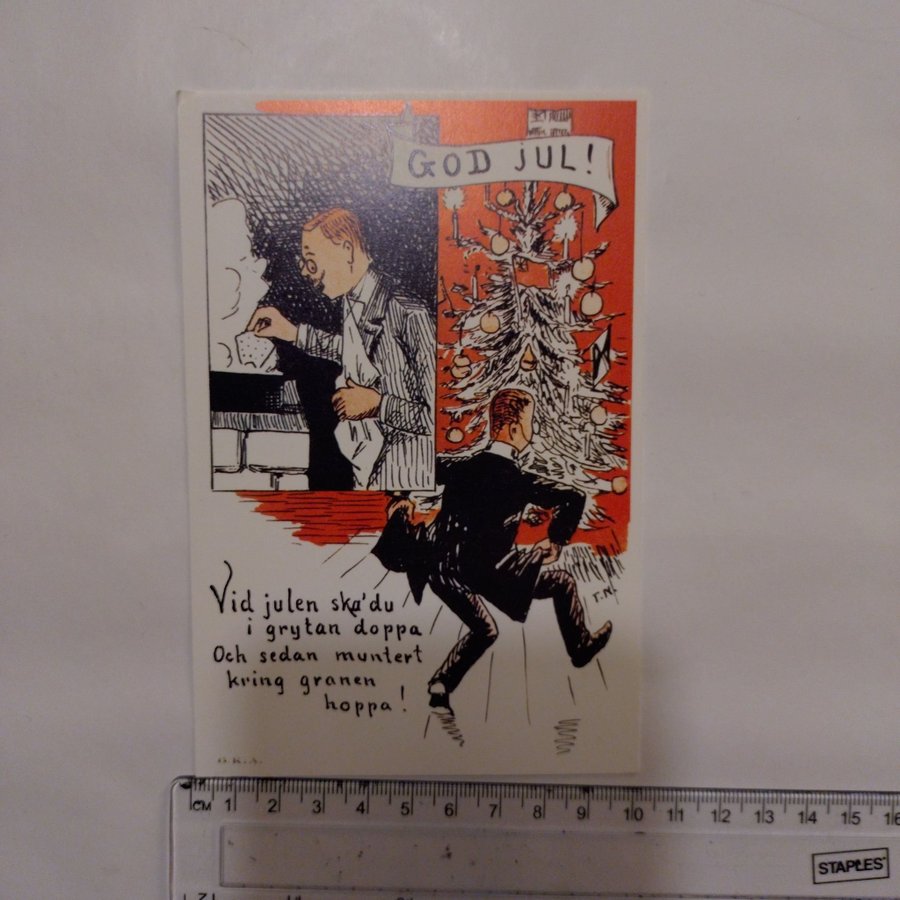 GOD JUL!
Vid julen ska'du
i grytan doppa
Och sedan muntert
kring granen
hoppa!
T.N.
CM 1 2 3 4 5 6 7 8 9 10 11 12 13 14 15 16
STAPLES